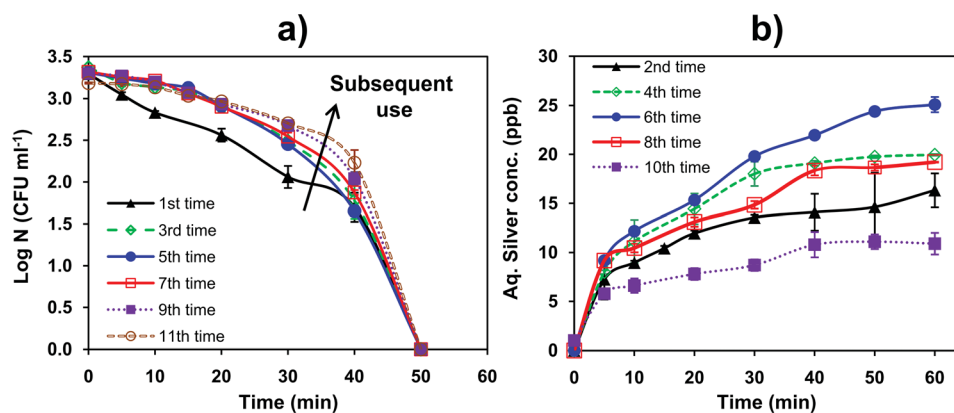 a)
Log N (CFU ml-1)
3.5
3.0
2.5
2.0
1.5
1.0
0.5
0.0
Subsequent
use
1st time
3rd time
5th time
7th time
9th time
11th time
0 10 20 30 40 50 60
Time (min)
b)
Aq. Silver conc. (ppb)
30
25
20
15
10
5
0
2nd time
4th time
6th time
8th time
10th time
0 10 20 30 40 50 60
Time (min)